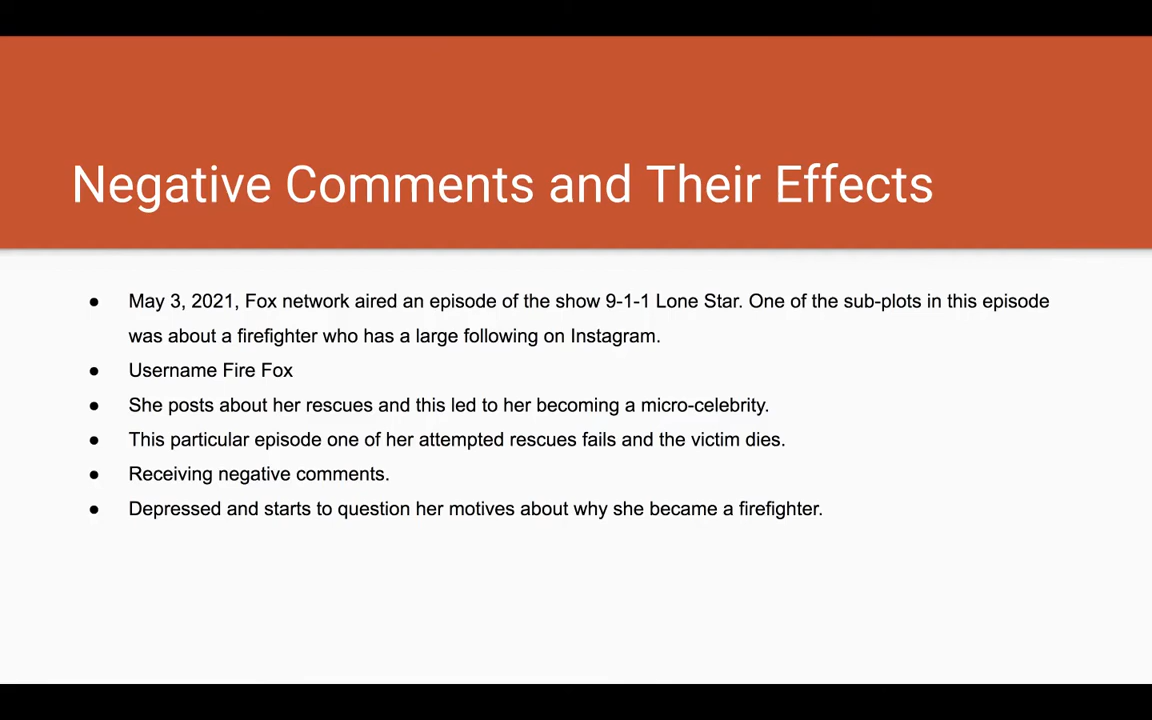 Negative Comments and Their Effects
● May 3, 2021, Fox network aired an episode of the show 9-1-1 Lone Star. One of the sub-plots in this episode
was about a firefighter who has a large following on Instagram.
● Username Fire Fox
● She posts about her rescues and this led to her becoming a micro-celebrity.
● This particular episode one of her attempted rescues fails and the victim dies.
● Receiving negative comments.
● Depressed and starts to question her motives about why she became a firefighter.